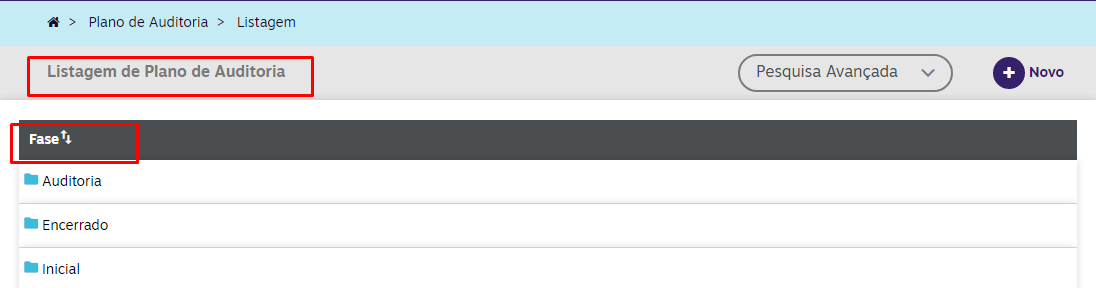 > Plano de Auditoria > Listagem
Listagem de Plano de Auditoria
Pesquisa Avançada
Novo
Fase
Auditoria
Encerrado
Inicial